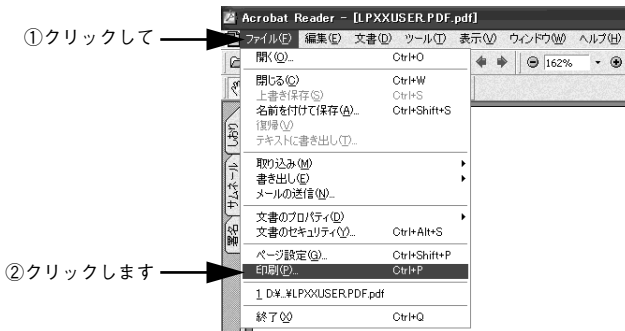 Acrobat Reader - [LPXXUSER.PDF.pdf]
①クリックして
ファイル(F) 編集(E) 文書(D) ツール(T) 表示(V) ウィンドウ(W) ヘルプ(H)
開く(O)... Ctrl+O
162%
閉じる(C) Ctrl+W
上書き保存(S) Ctrl+S
名前を付けて保存(A)... Ctrl+Shift+S
復帰(V)
テキストに書き出し(T)...
しおり
取り込み(M)
書き出し(E)
メールの送信(N)...
サムネール
文書のプロパティ(D)
文書のセキュリティ(Y)... Ctrl+Alt+S
署名
ページ設定(G)... Ctrl+Shift+P
②クリックします
印刷(P)... Ctrl+P
1 D:¥...¥LPXXUSER.PDF.pdf
終了(X) Ctrl+Q